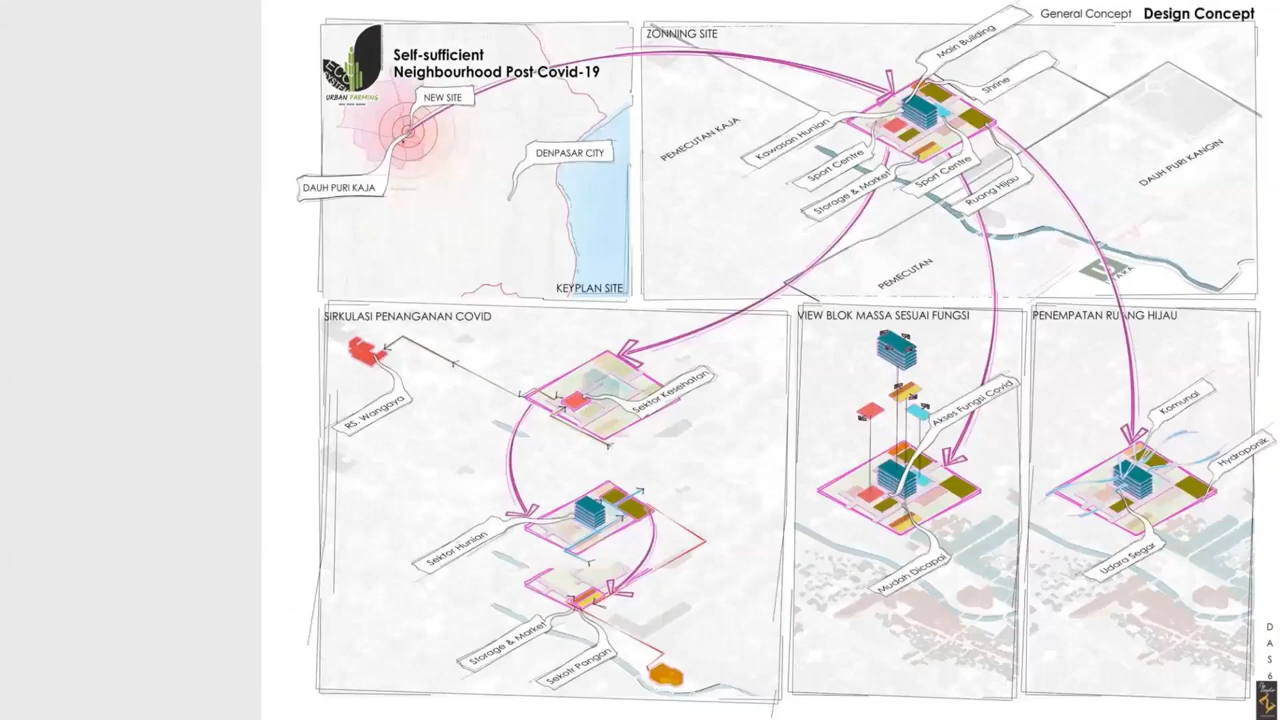 General Concept Design Concept
ECO
SYSTEM
URBAN FARMING
Self-sufficient
Neighbourhood Post Covid-19
NEW SITE
DENPASAR CITY
DAUH PURI KAJA
KEYPLAN SITE
ZONNING SITE
Main Building
Shrine
PEMECUTAN KAJA
Kawasan Hunian
Sport Centre
Storage & Market
Sport Centre
Ruang Hijau
DAUH PURI KANGIN
PEMECUTAN
SIRKULASI PENANGANAN COVID
RS. Wangaya
Sektor Kesehatan
Sektor Hunian
Storage & Market
Sekotr Pangan
VIEW BLOK MASSA SESUAI FUNGSI
Akses Fungsi Covid
Mudah Dicapai
PENEMPATAN RUANG HIJAU
Komunal
Hydroponik
Udara Segar
D
A
S
6